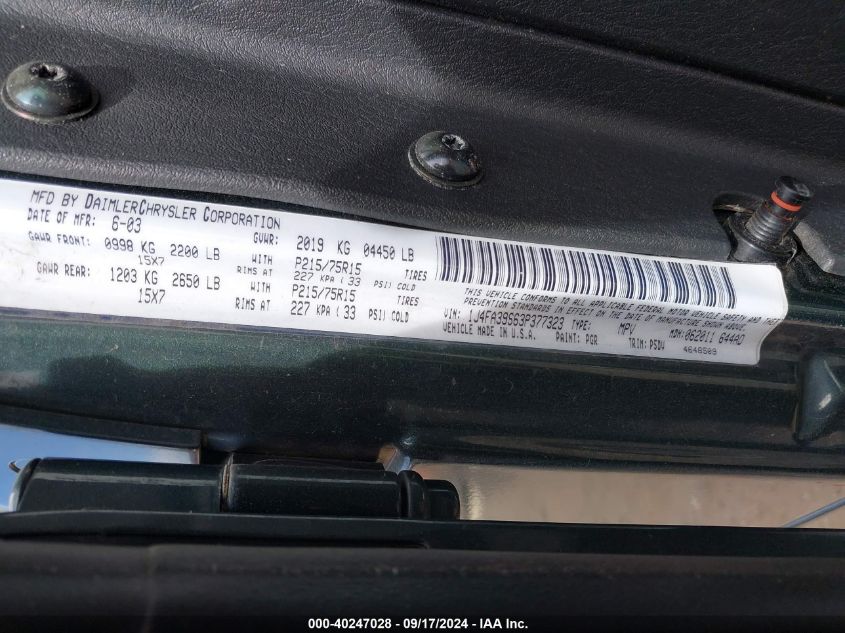 MFD BY DAIMLERCHRYSLER CORPORATION
DATE OF MFR: 6-03 GVWR: 2019 KG 04450 LB
GAWR FRONT: 0998 KG 2200 LB WITH P215/75R15 TIRES
15X7 RIMS AT 227 KPA ( 33 PSI) COLD
GAWR REAR: 1203 KG 2650 LB WITH P215/75R15 TIRES
15X7 RIMS AT 227 KPA ( 33 PSI) COLD
THIS VEHICLE CONFORMS TO ALL APPLICABLE FEDERAL MOTOR VEHICLE THEFT
PREVENTION STANDARDS IN EFFECT ON THE DATE OF MANUFACTURE SHOWN ABOVE.
VIN: 1J4FA39S63P377323 TYPE: MPV MDH: 062011 644AD
VEHICLE MADE IN U.S.A. PAINT: PGR TRIM: P5DV 4648509
000-40247028 - 09/17/2024 - IAA Inc.